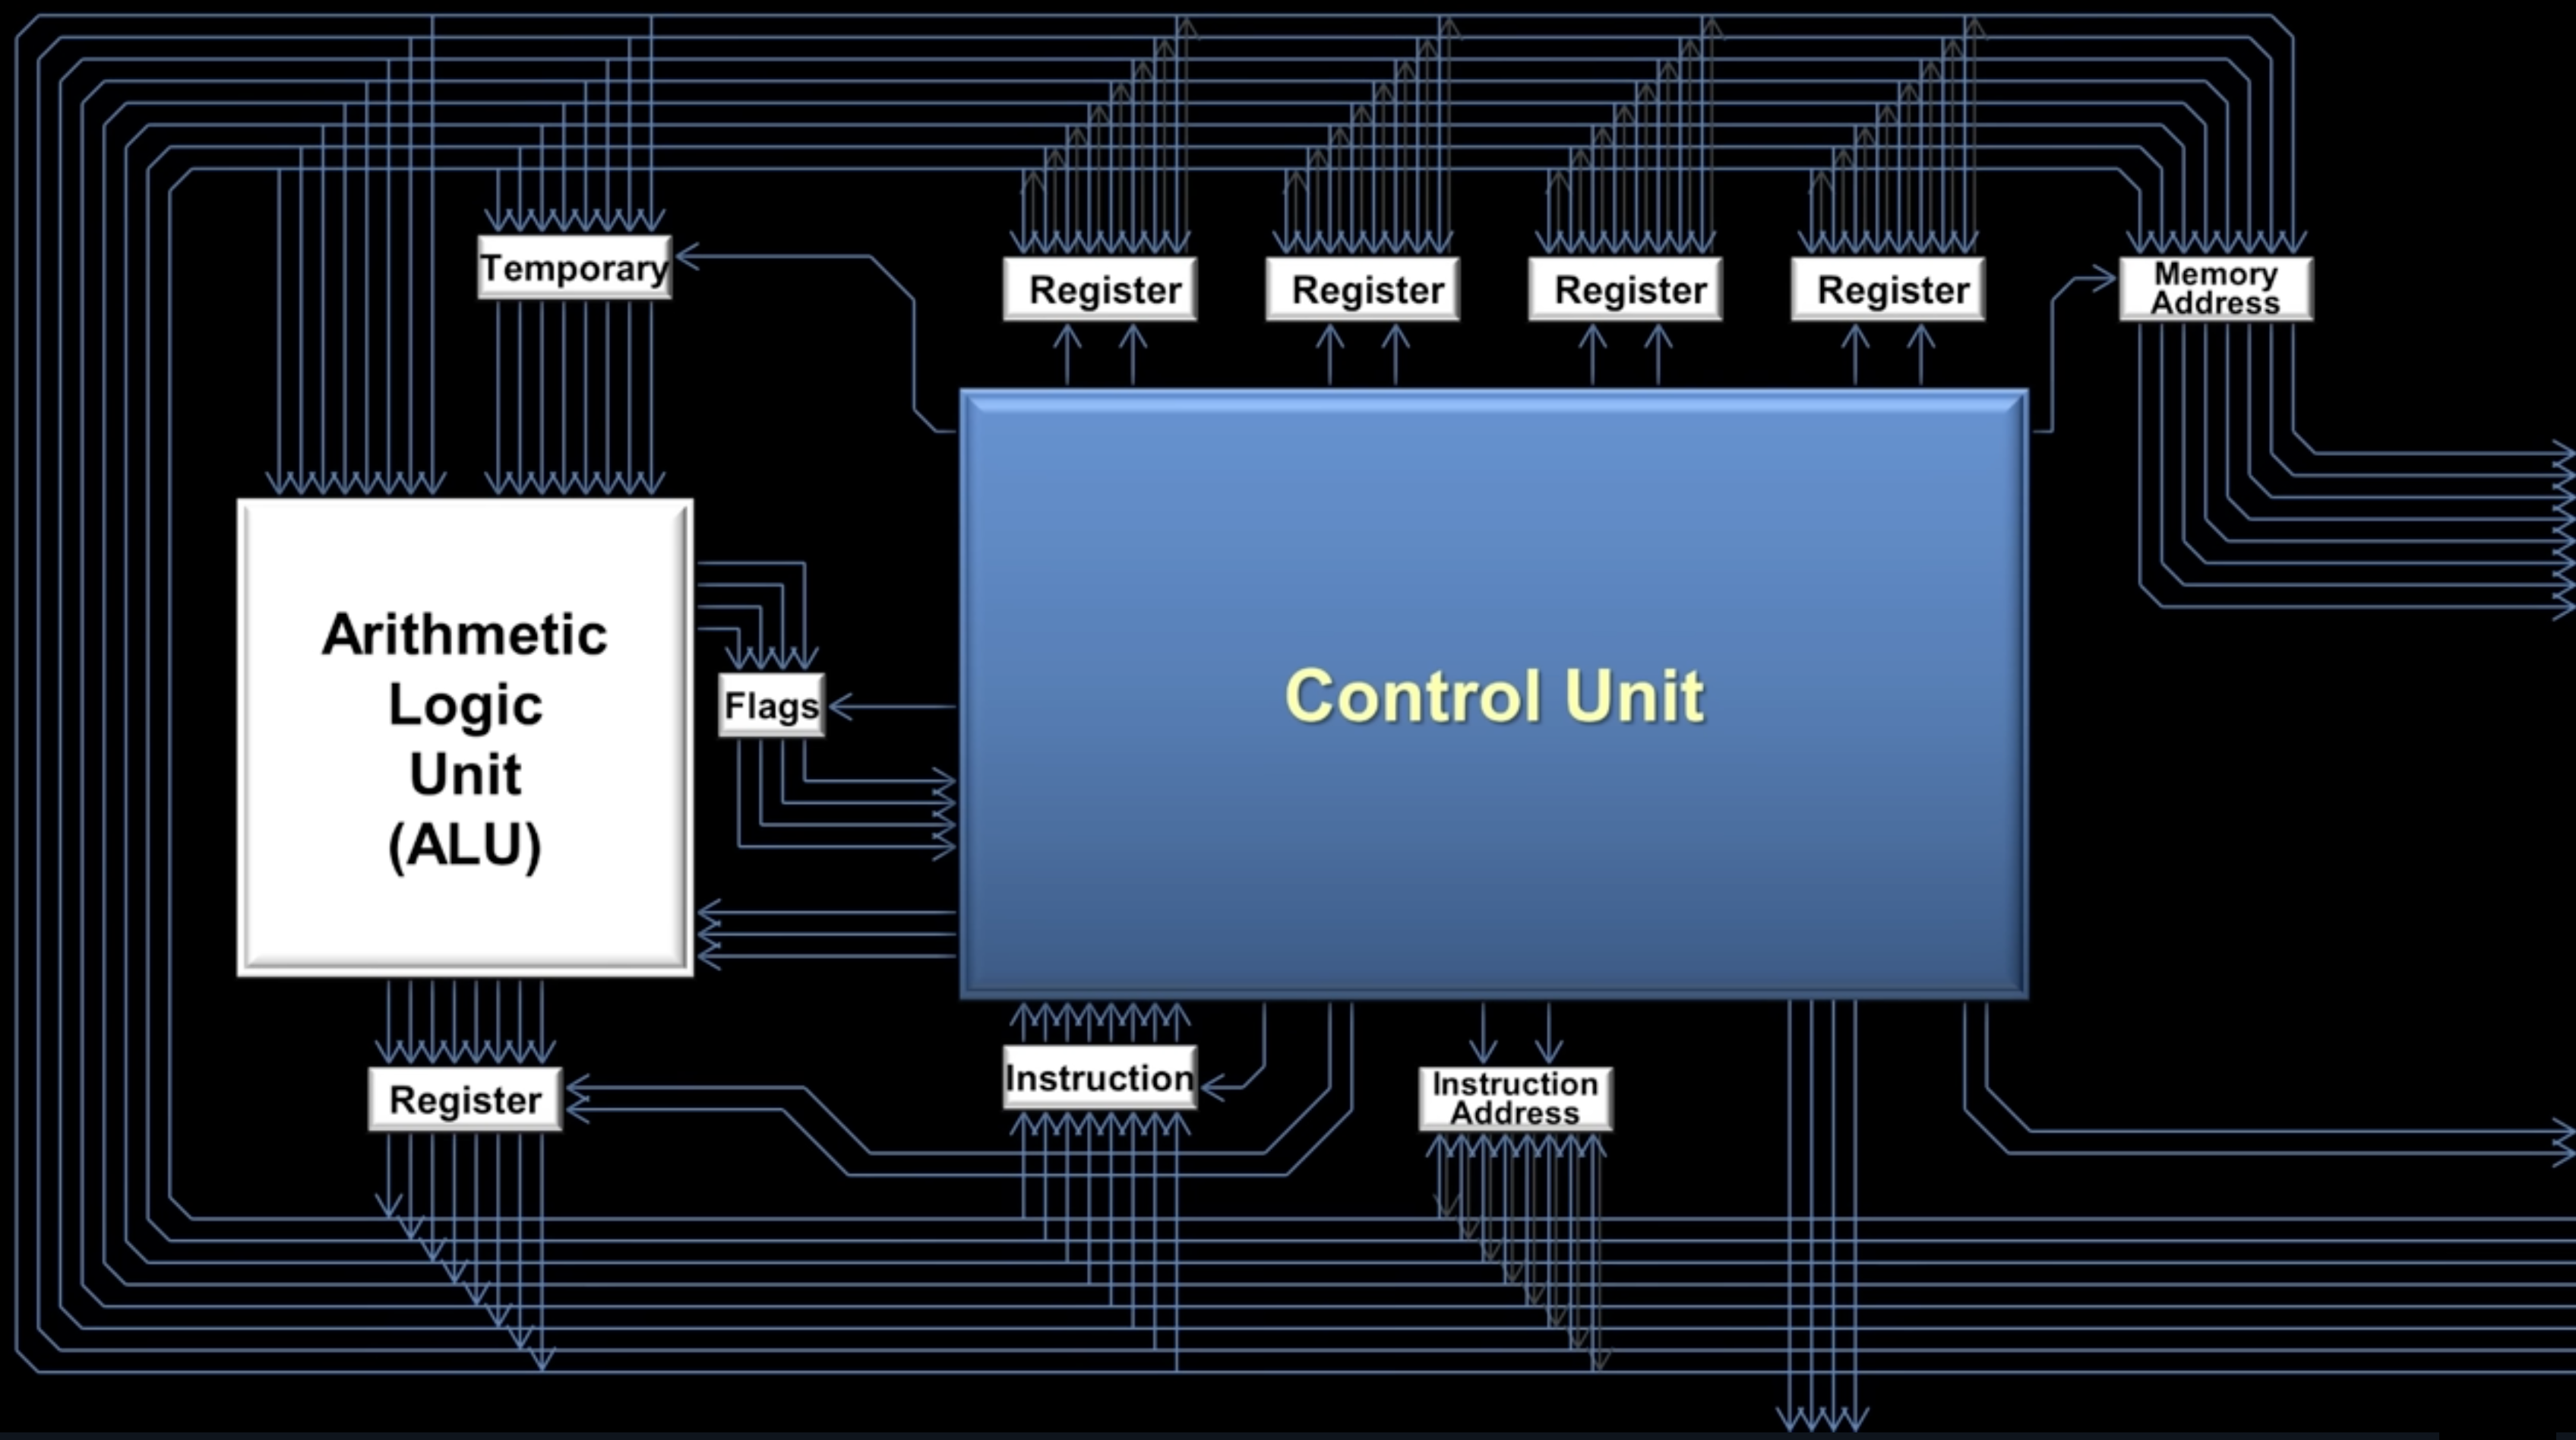 Temporary
Register
Register
Register
Register
Memory
Address
Arithmetic
Logic
Unit
(ALU)
Flags
Control Unit
Register
Instruction
Instruction
Address